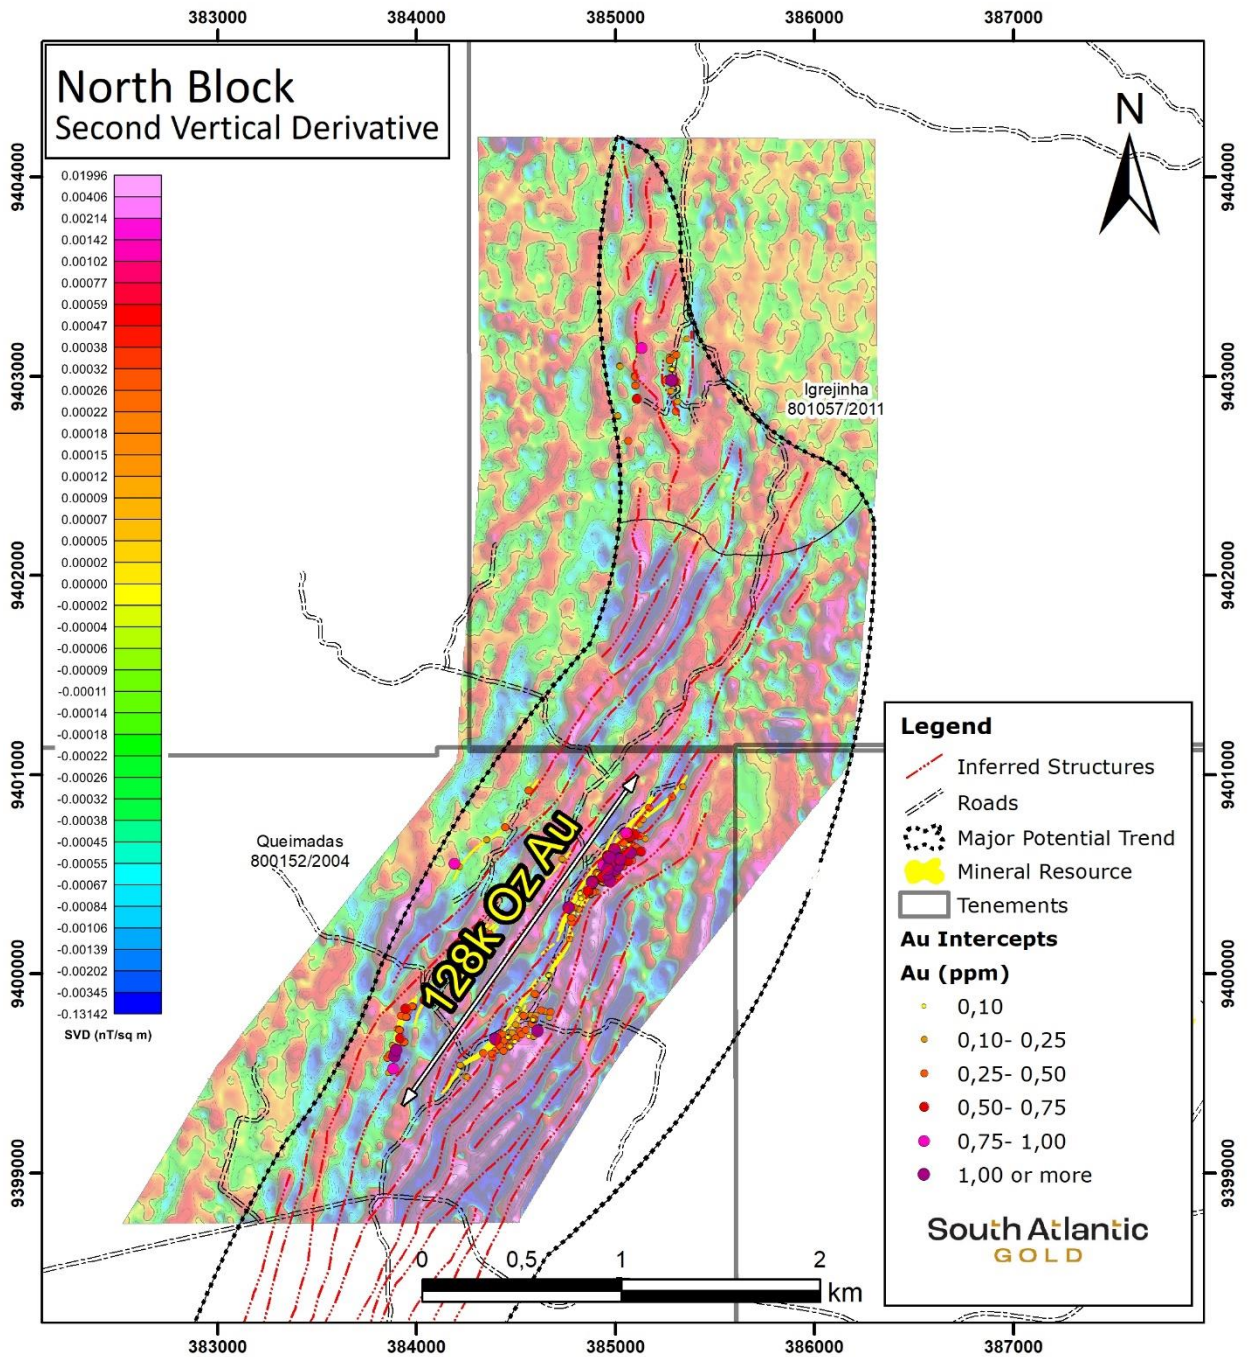 383000 384000 385000 386000 387000
North Block
Second Vertical Derivative
N
9404000 9404000
9403000 9403000
9402000 9402000
9401000 9401000
9400000 9400000
9399000 9399000
0.01996
0.00406
0.00214
0.00142
0.00102
0.00077
0.00059
0.00047
0.00038
0.00032
0.00026
0.00022
0.00018
0.00015
0.00012
0.00009
0.00007
0.00005
0.00002
0.00000
-0.00002
-0.00004
-0.00006
-0.00009
-0.00011
-0.00014
-0.00018
-0.00022
-0.00026
-0.00032
-0.00038
-0.00045
-0.00055
-0.00067
-0.00084
-0.00106
-0.00139
-0.00202
-0.00345
-0.13142
SVD (nT/sq m)
Igrejinha
801057/2011
Queimadas
800152/2004
128k Oz Au
Legend
Inferred Structures
Roads
Major Potential Trend
Mineral Resource
Tenements
Au Intercepts
Au (ppm)
0,10
0,10- 0,25
0,25- 0,50
0,50- 0,75
0,75- 1,00
1,00 or more
South Atlantic
GOLD
0 0,5 1 2
km
383000 384000 385000 386000 387000